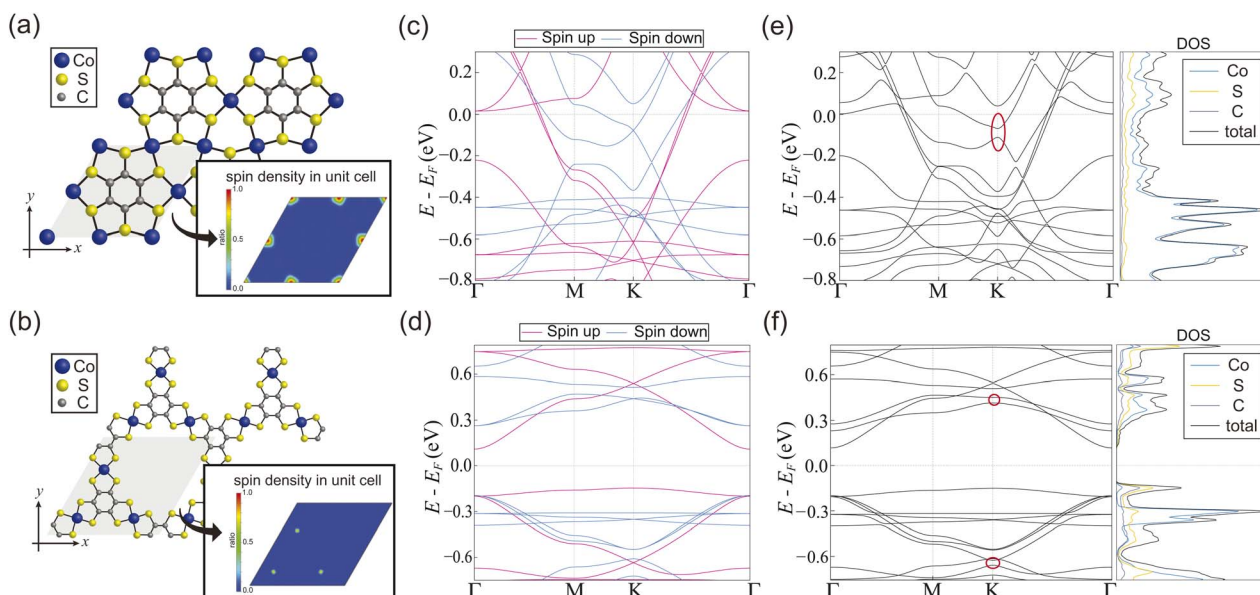 (a)
Co
S
C
y
x
spin density in unit cell
1.0
0.5
0.0
ratio
(b)
Co
S
C
y
x
spin density in unit cell
1.0
0.5
0.0
ratio
(c)
Spin up
Spin down
E - E_F (eV)
0.2
0.0
−0.2
−0.4
−0.6
−0.8
Γ M K Γ
(d)
Spin up
Spin down
E - E_F (eV)
0.6
0.3
0.0
−0.3
−0.6
Γ M K Γ
(e)
E - E_F (eV)
0.2
0.0
−0.2
−0.4
−0.6
−0.8
Γ M K Γ
DOS
Co
S
C
total
(f)
E - E_F (eV)
0.6
0.3
0.0
−0.3
−0.6
Γ M K Γ
DOS
Co
S
C
total